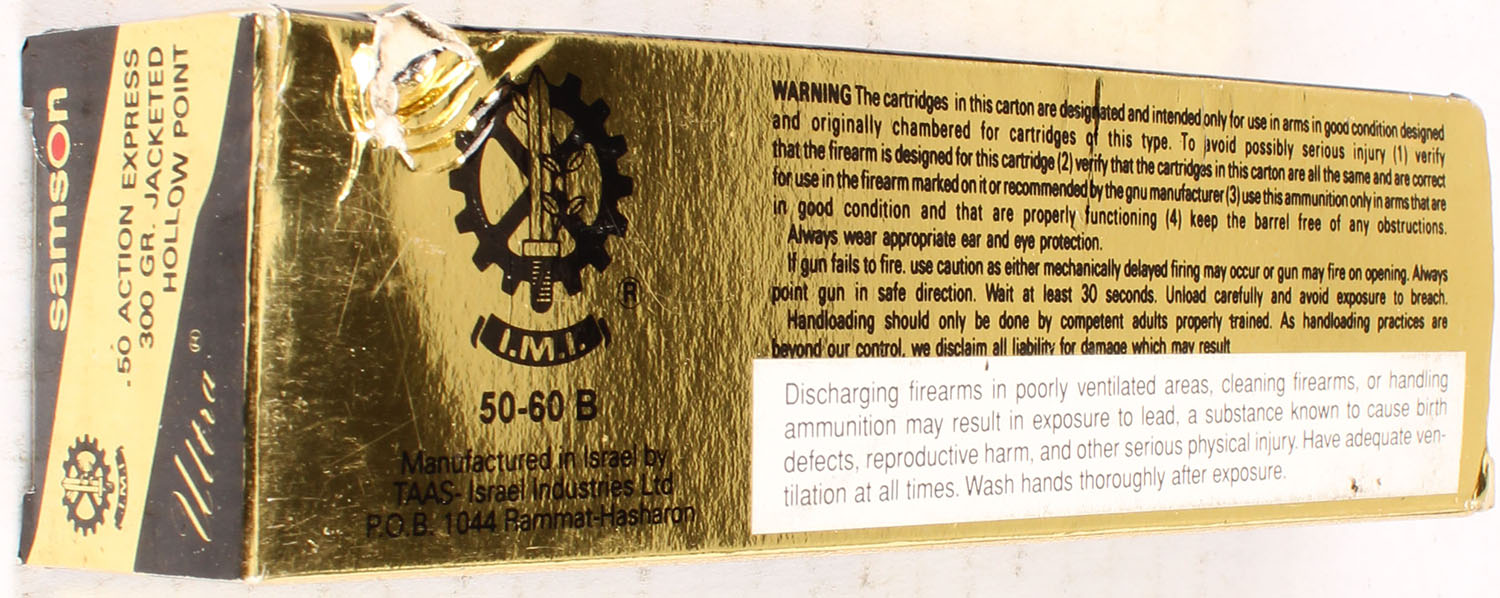 samson
.50 ACTION EXPRESS
300 GR. JACKETED
HOLLOW POINT
Ultra ®
I.M.I.
®
I.M.I.
50-60 B
Manufactured in Israel by
TAAS- Israel Industries Ltd
P.O.B. 1044 Rammat-Hasharon
WARNING The cartridges in this carton are designated and intended only for use in arms in good condition designed
and originally chambered for cartridges of this type. To avoid possibly serious injury (1) verify
that the firearm is designed for this cartridge (2) verify that the cartridges in this carton are all the same and are correct
for use in the firearm marked on it or recommended by the gnu manufacturer (3) use this ammunition only in arms that are
in good condition and that are properly functioning (4) keep the barrel free of any obstructions.
Always wear appropriate ear and eye protection.
If gun fails to fire. use caution as either mechanically delayed firing may occur or gun may fire on opening. Always
point gun in safe direction. Wait at least 30 seconds. Unload carefully and avoid exposure to breach.
Handloading should only be done by competent adults properly trained. As handloading practices are
beyond our control, we disclaim all liability for damage which may result
Discharging firearms in poorly ventilated areas, cleaning firearms, or handling
ammunition may result in exposure to lead, a substance known to cause birth
defects, reproductive harm, and other serious physical injury. Have adequate ven-
tilation at all times. Wash hands thoroughly after exposure.